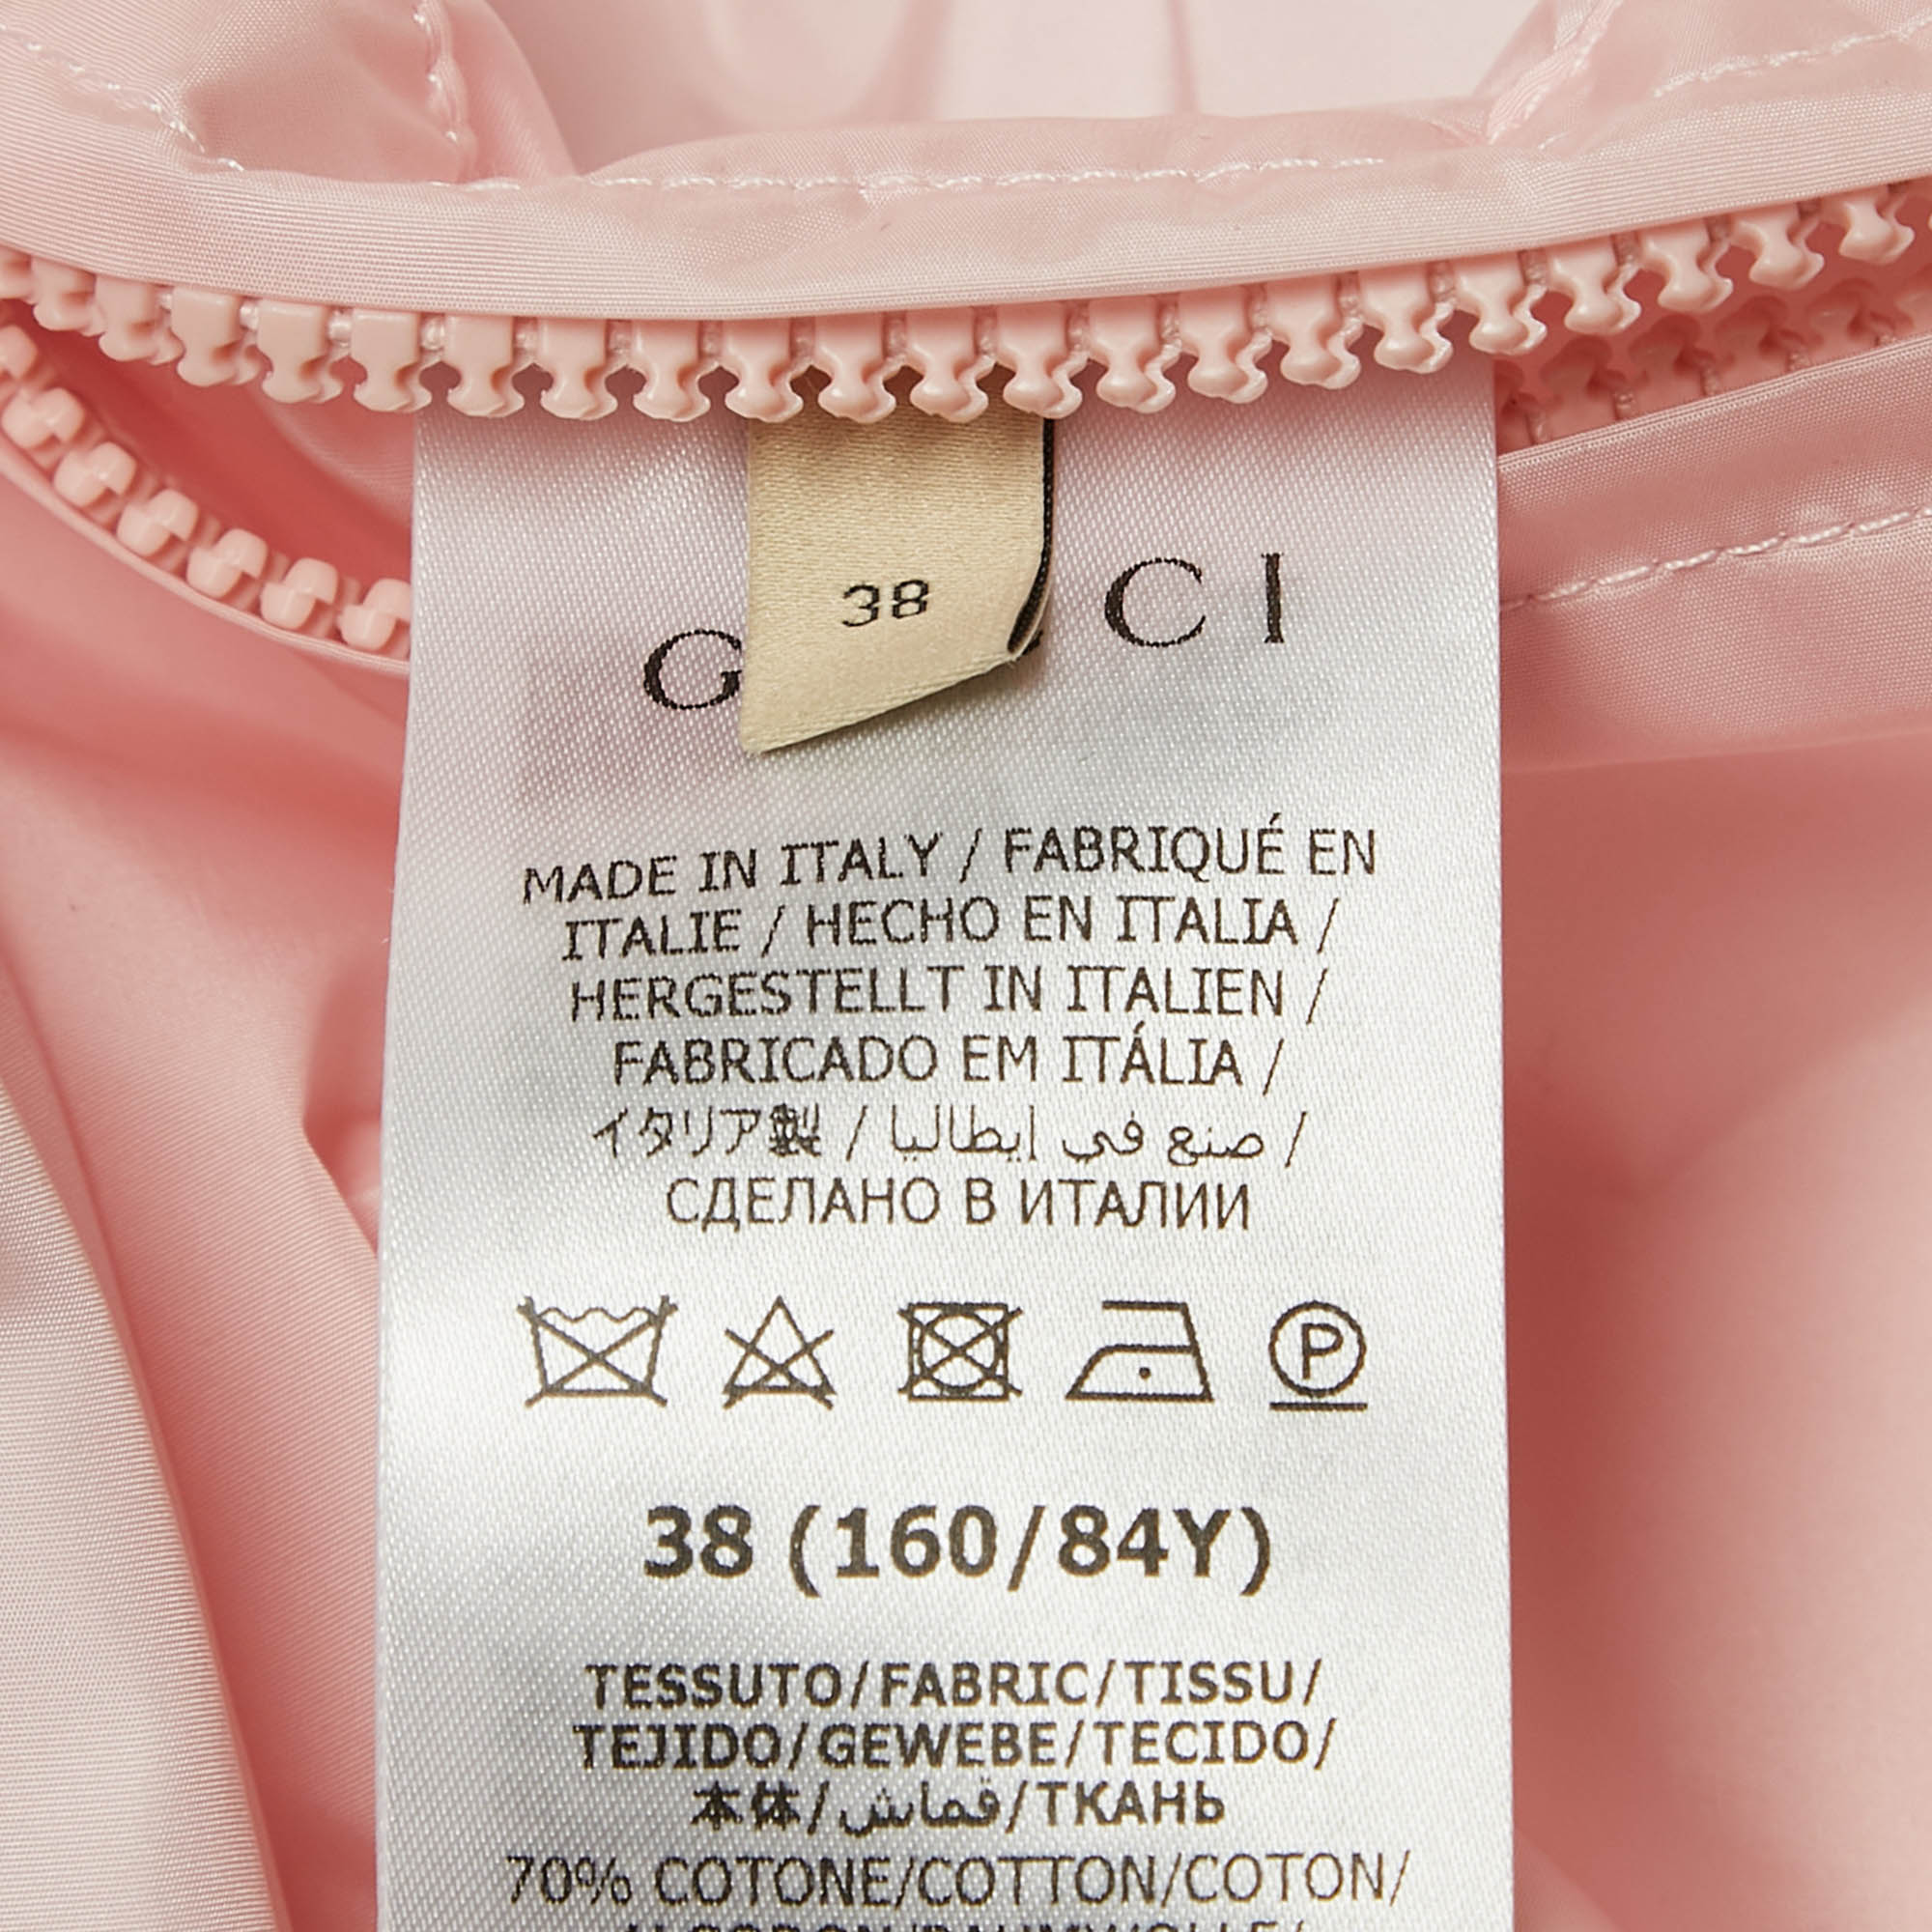 38
G CI
MADE IN ITALY / FABRIQUÉ EN
ITALIE / HECHO EN ITALIA /
HERGESTELLT IN ITALIEN /
FABRICADO EM ITÁLIA /
イタリア製 / صنع في إيطاليا /
СДЕЛАНО В ИТАЛИИ
P
38 (160/84Y)
TESSUTO/FABRIC/TISSU/
TEJIDO/GEWEBE/TECIDO/
本体/قماش/ТКАНЬ
70% COTONE/COTTON/COTON/